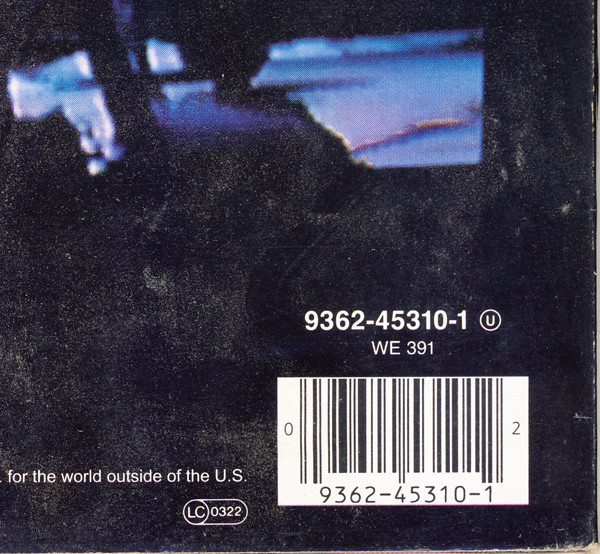 9362-45310-1 Ⓤ
WE 391
0 2
9362-45310-1
. for the world outside of the U.S.
LC 0322